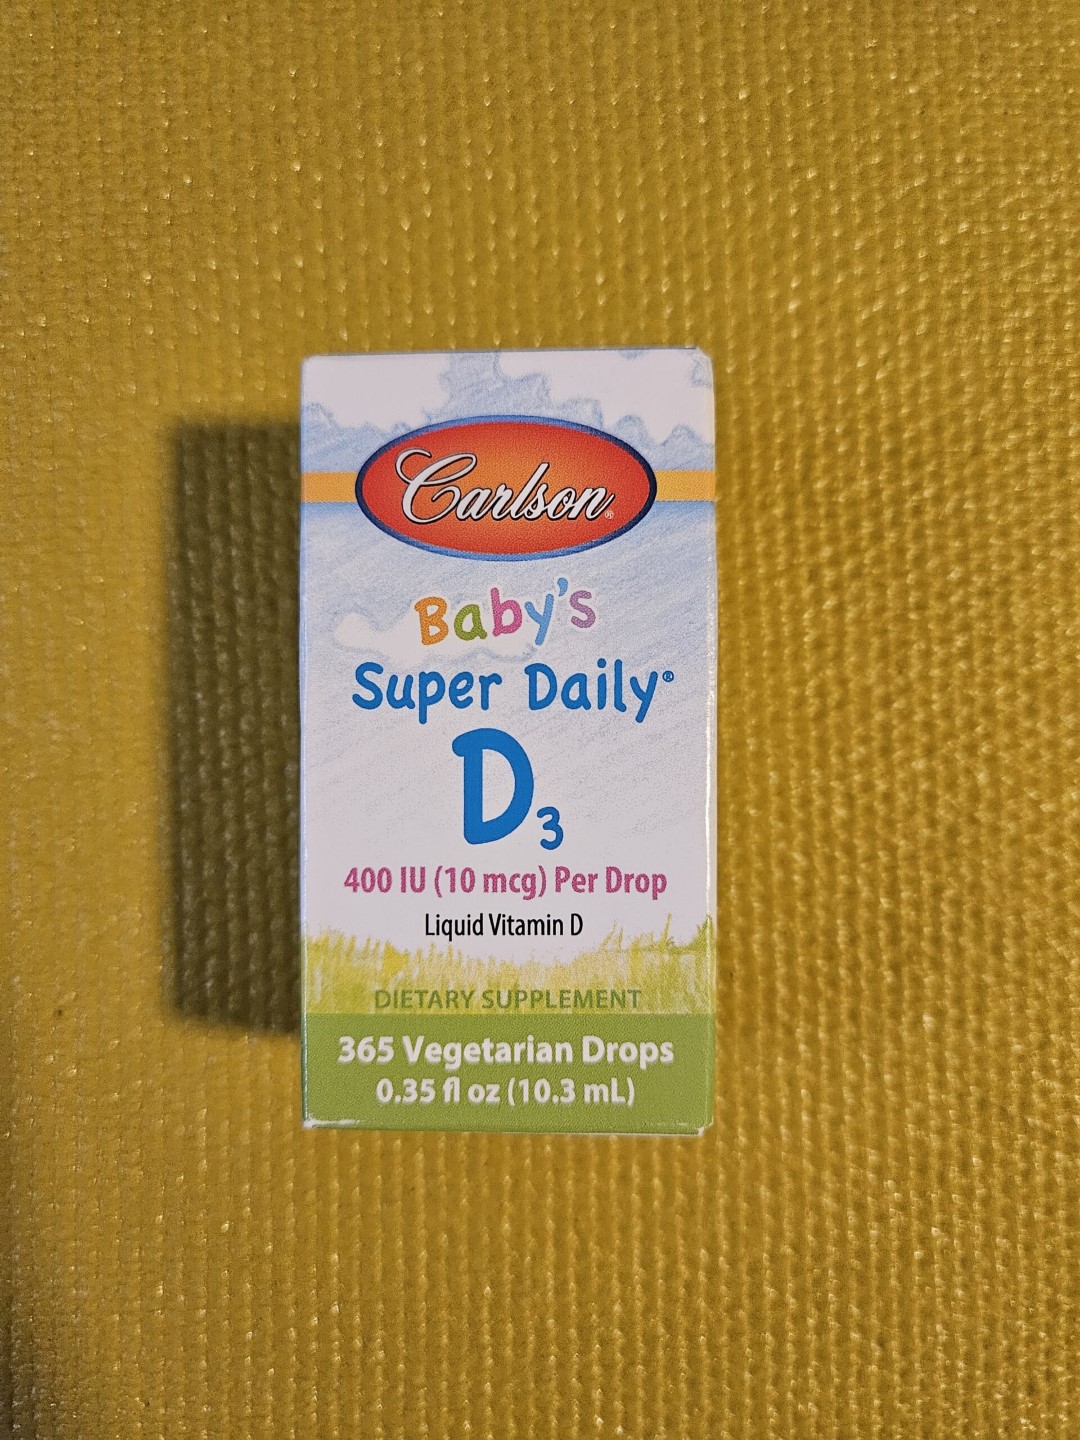 Carlson®
Baby's
Super Daily®
D₃
400 IU (10 mcg) Per Drop
Liquid Vitamin D
DIETARY SUPPLEMENT
365 Vegetarian Drops
0.35 fl oz (10.3 mL)